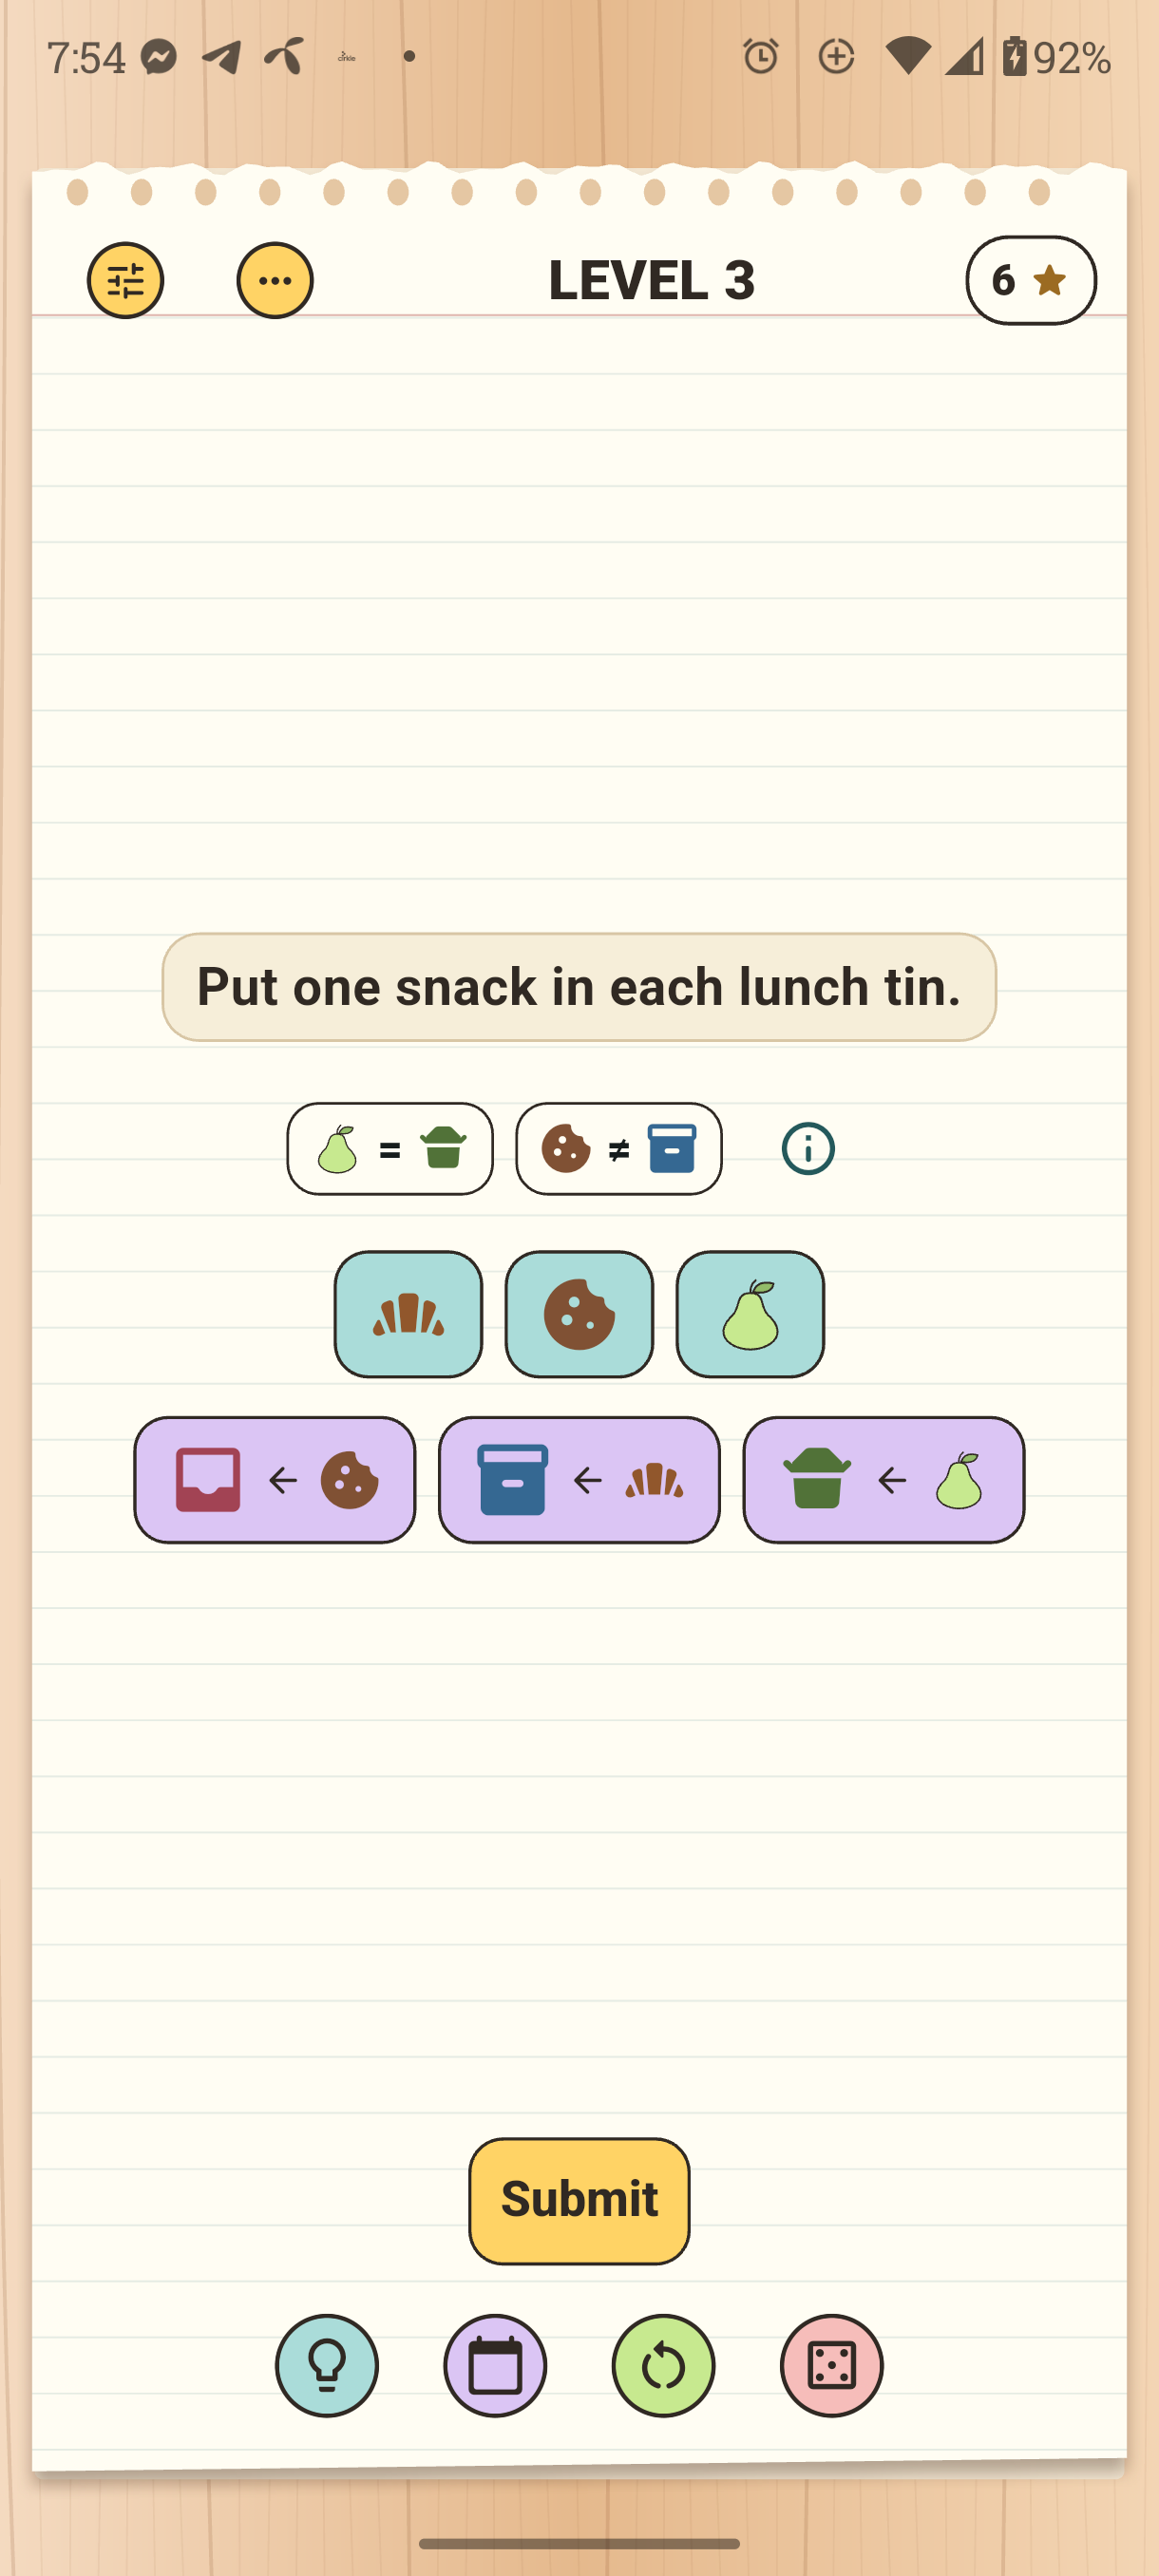 7:54
92%
LEVEL 3
6
Put one snack in each lunch tin.
=
≠
Submit